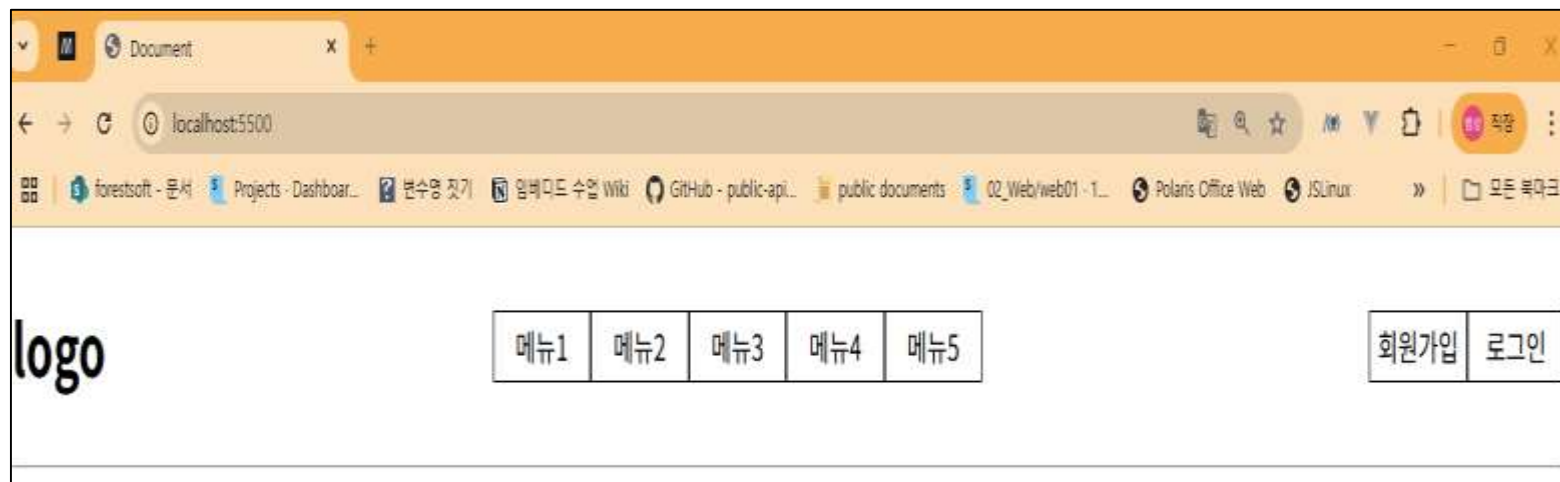 Document
localhost:5500
직장
forestsoft - 문서 Projects - Dashboar... 변수명 짓기 임베디드 수업 Wiki GitHub - public-api... public documents 02_Web/web01 · 1... Polaris Office Web JSLinux » 모든 북마크
logo 메뉴1 메뉴2 메뉴3 메뉴4 메뉴5 회원가입 로그인